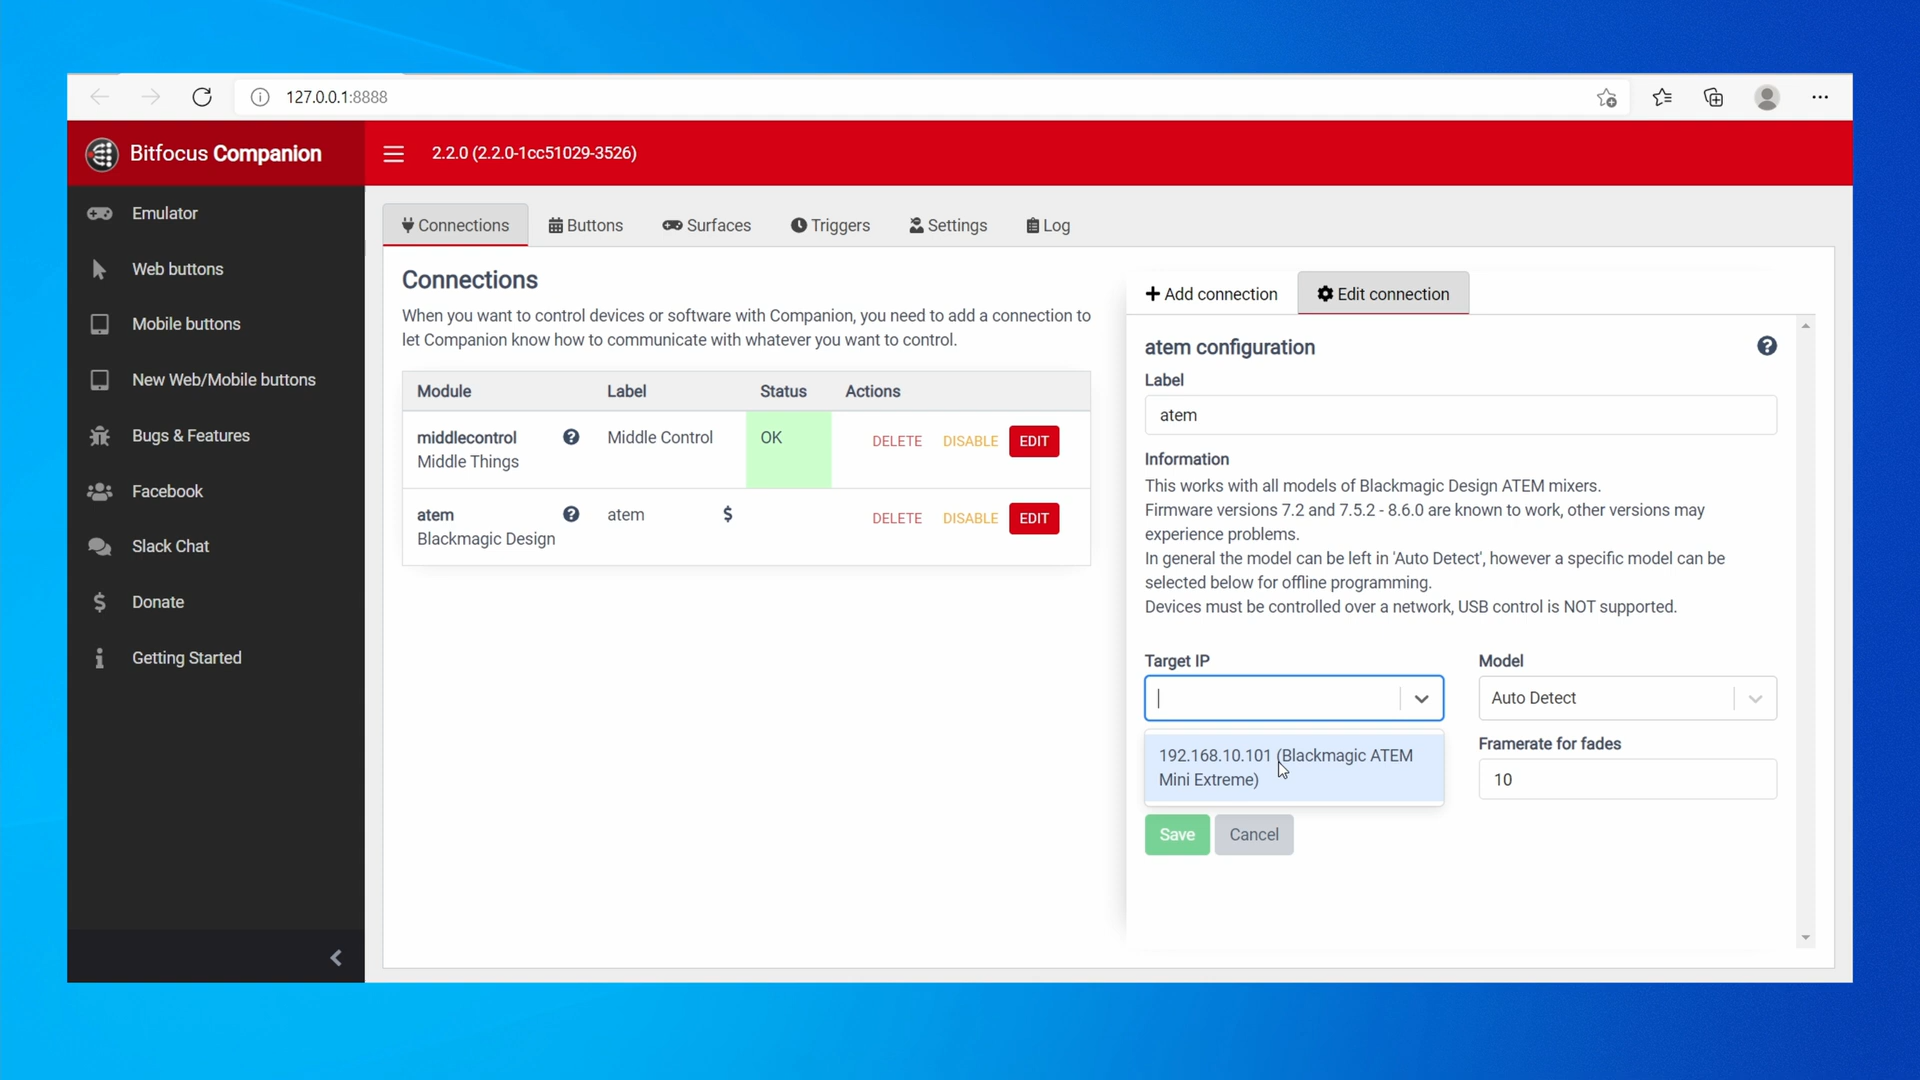 127.0.0.1:8888
Bitfocus Companion
2.2.0 (2.2.0-1cc51029-3526)
Emulator
Web buttons
Mobile buttons
New Web/Mobile buttons
Bugs & Features
Facebook
Slack Chat
Donate
Getting Started
Connections
Buttons
Surfaces
Triggers
Settings
Log
Connections
When you want to control devices or software with Companion, you need to add a connection to
let Companion know how to communicate with whatever you want to control.
Module Label Status Actions
middlecontrol Middle Control OK DELETE DISABLE EDIT
Middle Things
atem atem $ DELETE DISABLE EDIT
Blackmagic Design
Add connection
Edit connection
atem configuration
Label
atem
Information
This works with all models of Blackmagic Design ATEM mixers.
Firmware versions 7.2 and 7.5.2 - 8.6.0 are known to work, other versions may
experience problems.
In general the model can be left in 'Auto Detect', however a specific model can be
selected below for offline programming.
Devices must be controlled over a network, USB control is NOT supported.
Target IP
192.168.10.101 (Blackmagic ATEM
Mini Extreme)
Model
Auto Detect
Framerate for fades
10
Save
Cancel